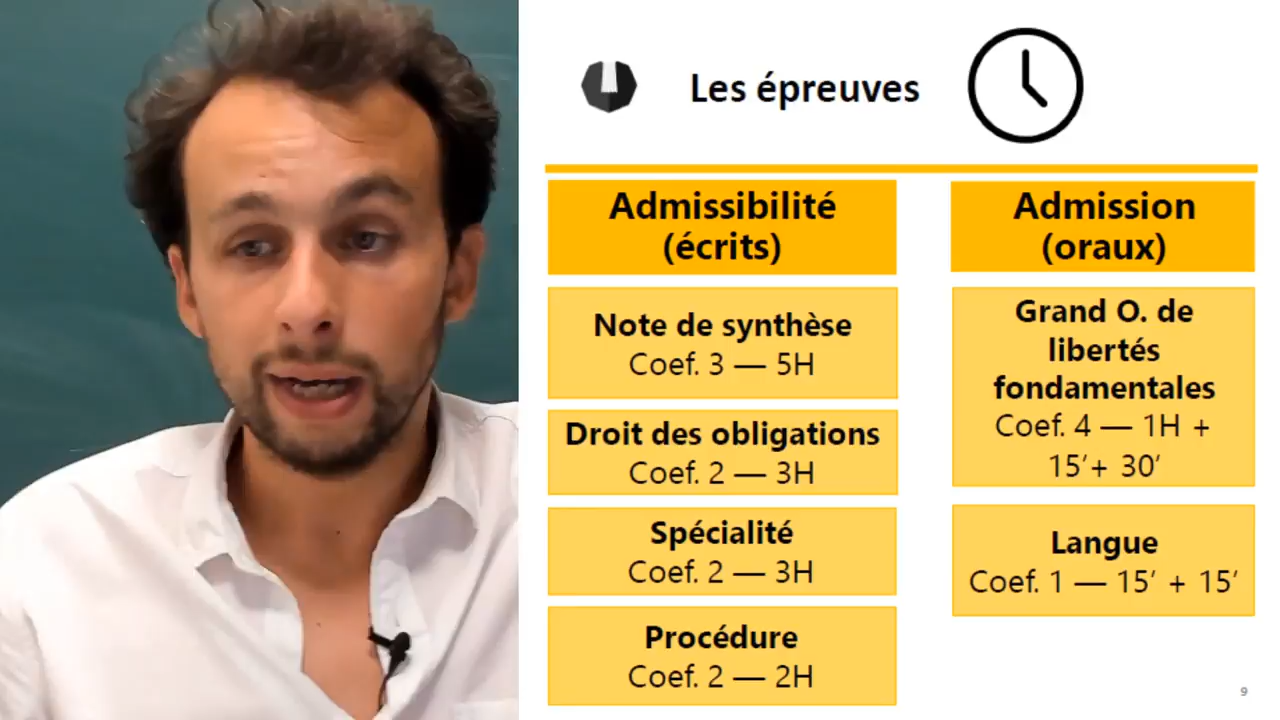 Les épreuves
Admissibilité
(écrits)
Note de synthèse
Coef. 3 — 5H
Droit des obligations
Coef. 2 — 3H
Spécialité
Coef. 2 — 3H
Procédure
Coef. 2 — 2H
Admission
(oraux)
Grand O. de
libertés
fondamentales
Coef. 4 — 1H +
15′+ 30′
Langue
Coef. 1 — 15′ + 15′
9